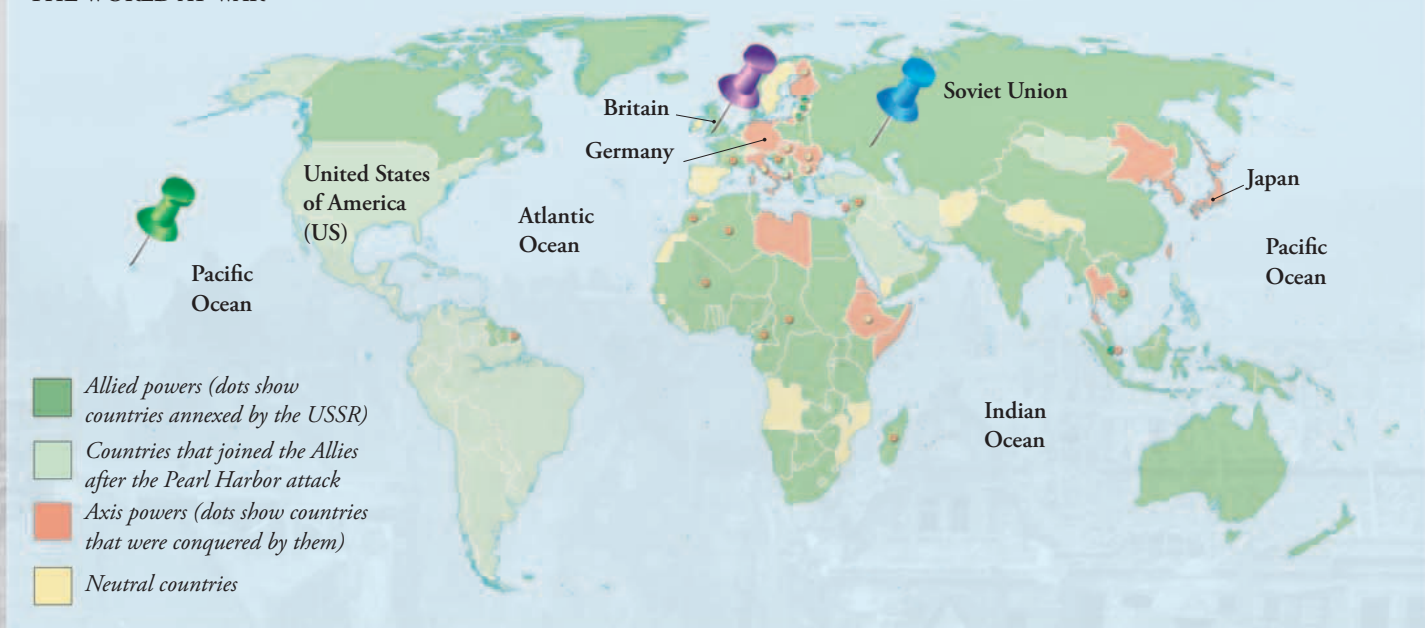 Britain
Soviet Union
Germany
United States
of America
(US)
Japan
Atlantic
Ocean
Pacific
Ocean
Pacific
Ocean
Allied powers (dots show
countries annexed by the USSR)
Countries that joined the Allies
after the Pearl Harbor attack
Axis powers (dots show countries
that were conquered by them)
Neutral countries
Indian
Ocean